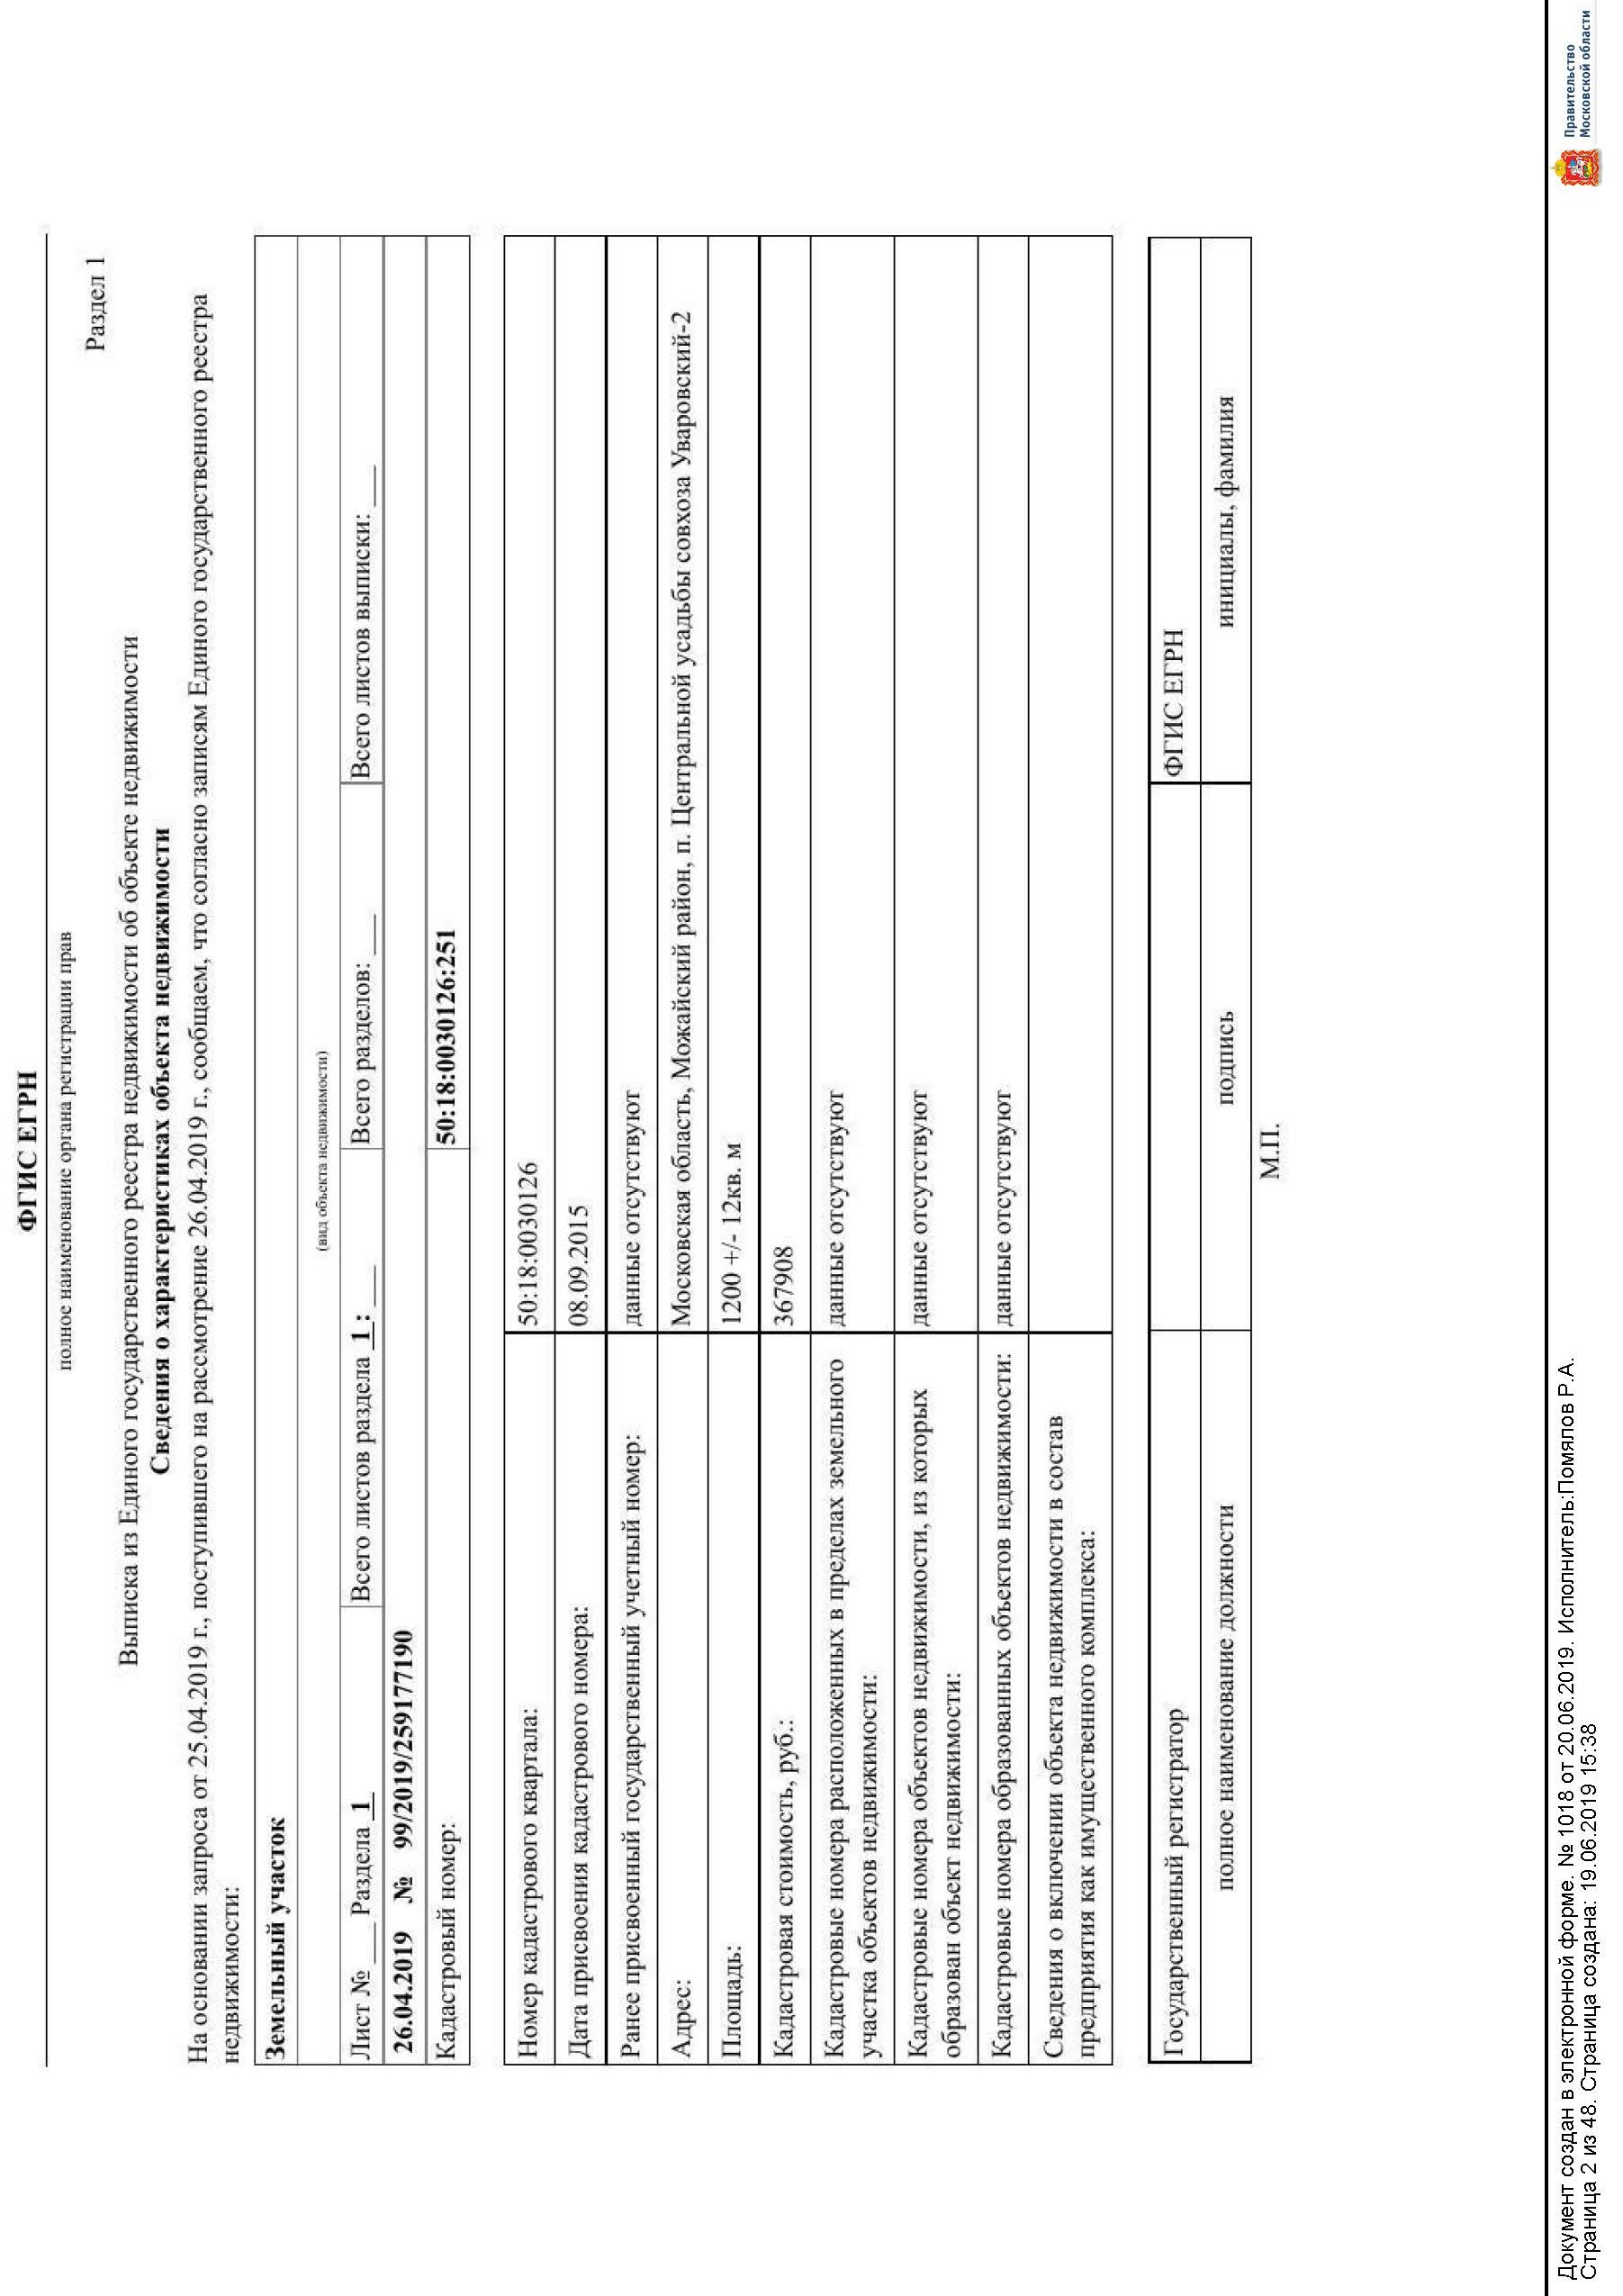 ФГИС ЕГРН
полное наименование органа регистрации прав
Раздел 1
Выписка из Единого государственного реестра недвижимости об объекте недвижимости
Сведения о характеристиках объекта недвижимости
На основании запроса от 25.04.2019 г., поступившего на рассмотрение 26.04.2019 г., сообщаем, что согласно записям Единого государственного реестра
недвижимости:
Земельный участок
(вид объекта недвижимости)
Лист № ___ Раздела 1 Всего листов раздела 1 : ___ Всего разделов: ___ Всего листов выписки: ___
26.04.2019 № 99/2019/259177190
Кадастровый номер: 50:18:0030126:251
Номер кадастрового квартала: 50:18:0030126
Дата присвоения кадастрового номера: 08.09.2015
Ранее присвоенный государственный учетный номер: данные отсутствуют
Адрес: Московская область, Можайский район, п. Центральной усадьбы совхоза Уваровский-2
Площадь: 1200 +/- 12кв. м
Кадастровая стоимость, руб.: 367908
Кадастровые номера расположенных в пределах земельного данные отсутствуют
участка объектов недвижимости:
Кадастровые номера объектов недвижимости, из которых данные отсутствуют
образован объект недвижимости:
Кадастровые номера образованных объектов недвижимости: данные отсутствуют
Сведения о включении объекта недвижимости в состав
предприятия как имущественного комплекса:
Государственный регистратор ФГИС ЕГРН
полное наименование должности подпись инициалы, фамилия
М.П.
Документ создан в электронной форме. № 1018 от 20.06.2019. Исполнитель:Помялов Р.А.
Страница 2 из 48. Страница создана: 19.06.2019 15:38
Правительство
Московской области